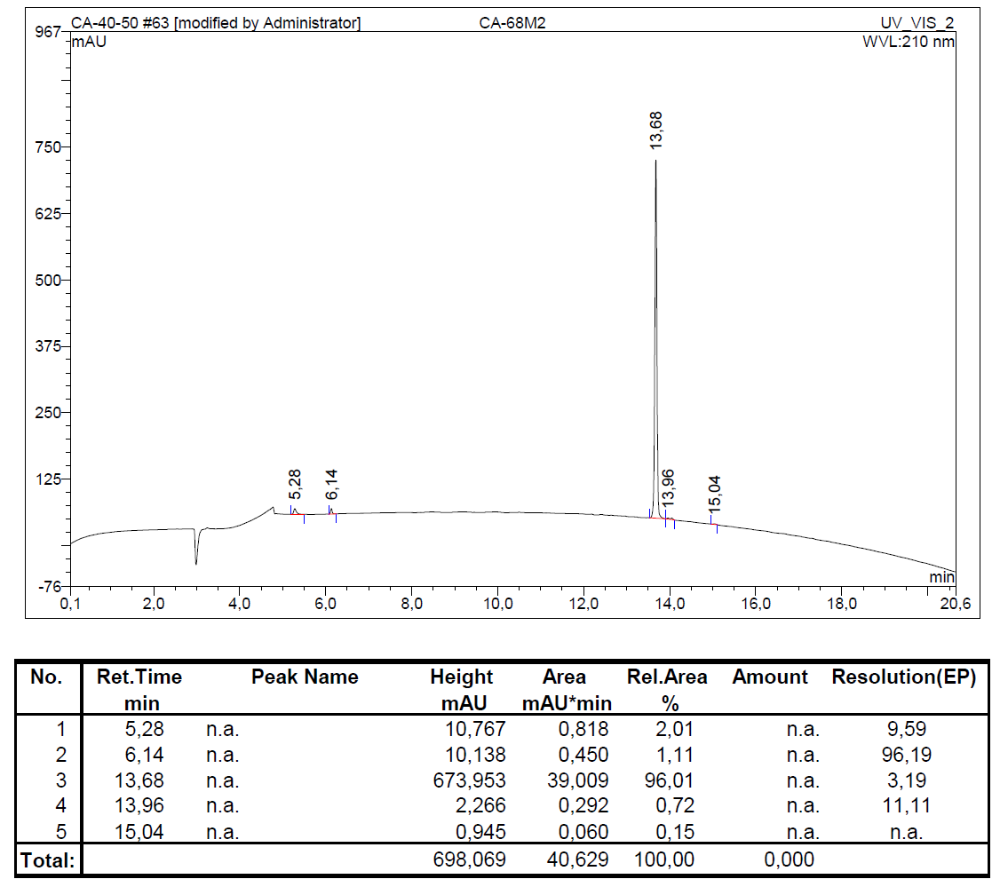 CA-40-50 #63 [modified by Administrator] CA-68M2 UV_VIS_2
967 mAU WVL:210 nm
750
625
500
375
250
125
-76
13,68
5,28
6,14
13,96
15,04
min
0,1 2,0 4,0 6,0 8,0 10,0 12,0 14,0 16,0 18,0 20,6
No. Ret.Time Peak Name Height Area Rel.Area Amount Resolution(EP)
min mAU mAU*min %
1 5,28 n.a. 10,767 0,818 2,01 n.a. 9,59
2 6,14 n.a. 10,138 0,450 1,11 n.a. 96,19
3 13,68 n.a. 673,953 39,009 96,01 n.a. 3,19
4 13,96 n.a. 2,266 0,292 0,72 n.a. 11,11
5 15,04 n.a. 0,945 0,060 0,15 n.a. n.a.
Total: 698,069 40,629 100,00 0,000